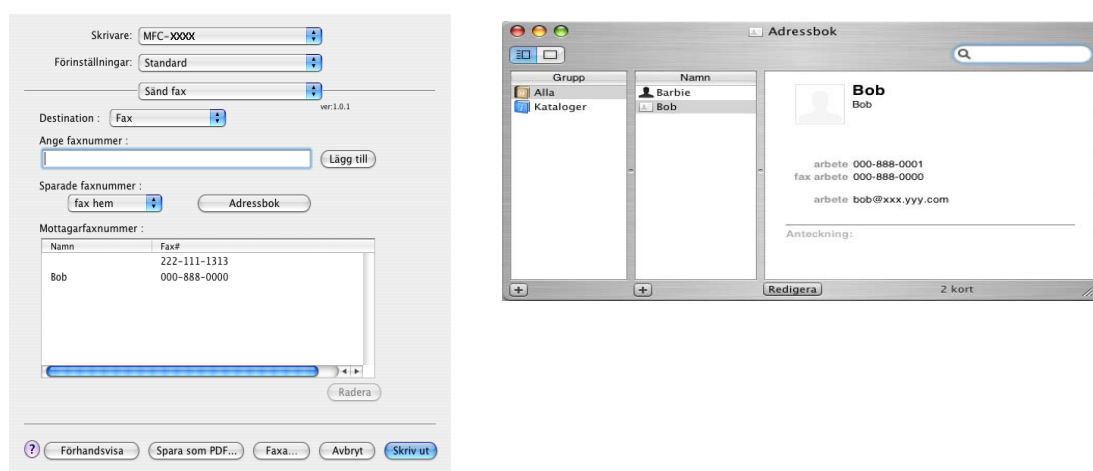 Skrivare: MFC-XXXX
Förinställningar: Standard
Sänd fax
ver:1.0.1
Destination : Fax
Ange faxnummer :
Lägg till
Sparade faxnummer :
fax hem Adressbok
Mottagarfaxnummer :
Namn Fax#
222-111-1313
Bob 000-888-0000
Radera
? Förhandsvisa Spara som PDF... Faxa... Avbryt Skriv ut
Adressbok
Grupp Namn
Alla Barbie
Kataloger Bob
Bob
Bob
arbete 000-888-0001
fax arbete 000-888-0000
arbete bob@xxx.yyy.com
Anteckning:
+ + Redigera 2 kort